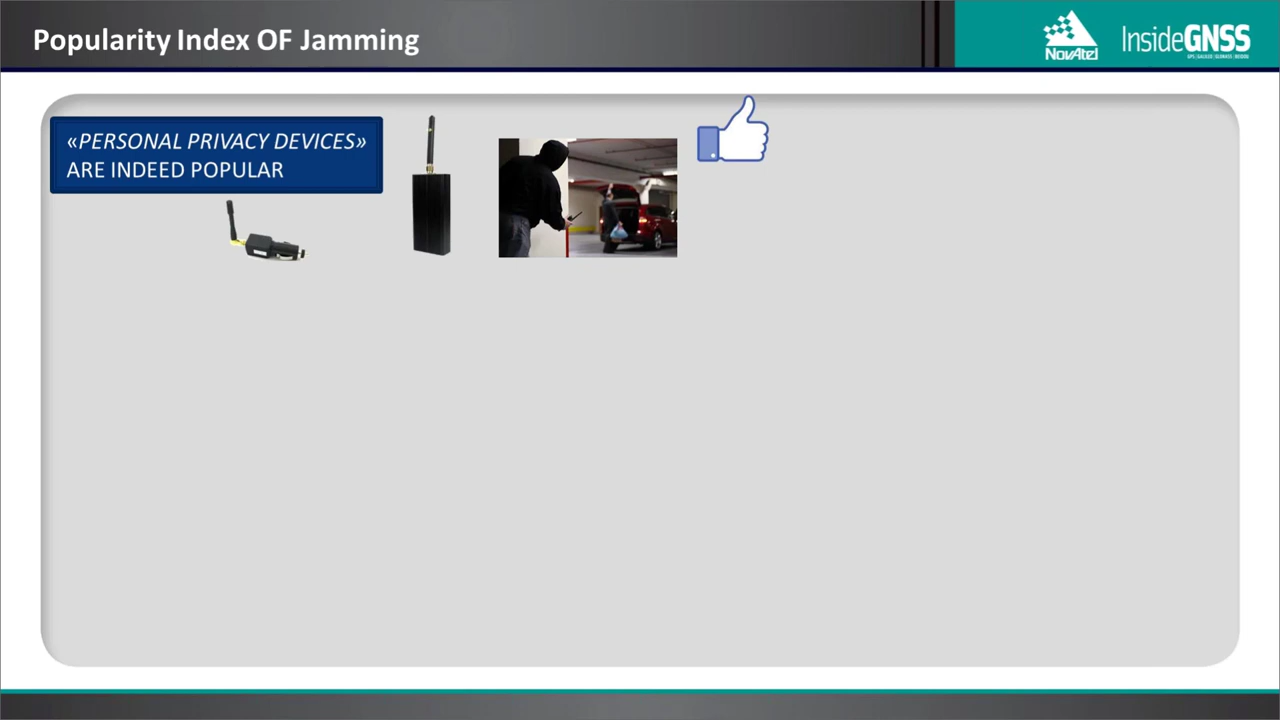 Popularity Index OF Jamming
NovAtel
InsideGNSS
«PERSONAL PRIVACY DEVICES»
ARE INDEED POPULAR